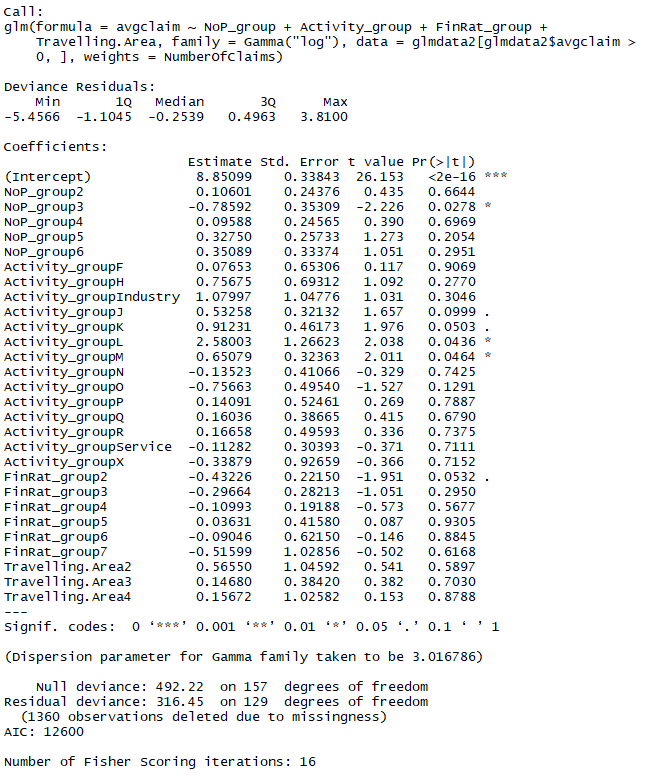 Call:
glm(formula = avgclaim ~ NoP_group + Activity_group + FinRat_group +
    Travelling.Area, family = Gamma("log"), data = glmdata2[glmdata2$avgclaim >
    0, ], weights = NumberOfClaims)

Deviance Residuals:
    Min       1Q   Median       3Q      Max
-5.4566  -1.1045  -0.2539   0.4963   3.8100

Coefficients:
                       Estimate Std. Error t value Pr(>|t|)
(Intercept)             8.85099    0.33843  26.153   <2e-16 ***
NoP_group2              0.10601    0.24376   0.435   0.6644
NoP_group3             -0.78592    0.35309  -2.226   0.0278 *
NoP_group4              0.09588    0.24565   0.390   0.6969
NoP_group5              0.32750    0.25733   1.273   0.2054
NoP_group6              0.35089    0.33374   1.051   0.2951
Activity_groupF         0.07653    0.65306   0.117   0.9069
Activity_groupH         0.75675    0.69312   1.092   0.2770
Activity_groupIndustry  1.07997    1.04776   1.031   0.3046
Activity_groupJ         0.53258    0.32132   1.657   0.0999 .
Activity_groupK         0.91231    0.46173   1.976   0.0503 .
Activity_groupL         2.58003    1.26623   2.038   0.0436 *
Activity_groupM         0.65079    0.32363   2.011   0.0464 *
Activity_groupN        -0.13523    0.41066  -0.329   0.7425
Activity_groupO        -0.75663    0.49540  -1.527   0.1291
Activity_groupP         0.14091    0.52461   0.269   0.7887
Activity_groupQ         0.16036    0.38665   0.415   0.6790
Activity_groupR         0.16658    0.49593   0.336   0.7375
Activity_groupService  -0.11282    0.30393  -0.371   0.7111
Activity_groupX        -0.33879    0.92659  -0.366   0.7152
FinRat_group2          -0.43226    0.22150  -1.951   0.0532 .
FinRat_group3          -0.29664    0.28213  -1.051   0.2950
FinRat_group4          -0.10993    0.19188  -0.573   0.5677
FinRat_group5           0.03631    0.41580   0.087   0.9305
FinRat_group6          -0.09046    0.62150  -0.146   0.8845
FinRat_group7          -0.51599    1.02856  -0.502   0.6168
Travelling.Area2        0.56550    1.04592   0.541   0.5897
Travelling.Area3        0.14680    0.38420   0.382   0.7030
Travelling.Area4        0.15672    1.02582   0.153   0.8788
---
Signif. codes:  0 ‘***’ 0.001 ‘**’ 0.01 ‘*’ 0.05 ‘.’ 0.1 ‘ ’ 1

(Dispersion parameter for Gamma family taken to be 3.016786)

    Null deviance: 492.22  on 157  degrees of freedom
Residual deviance: 316.45  on 129  degrees of freedom
  (1360 observations deleted due to missingness)
AIC: 12600

Number of Fisher Scoring iterations: 16